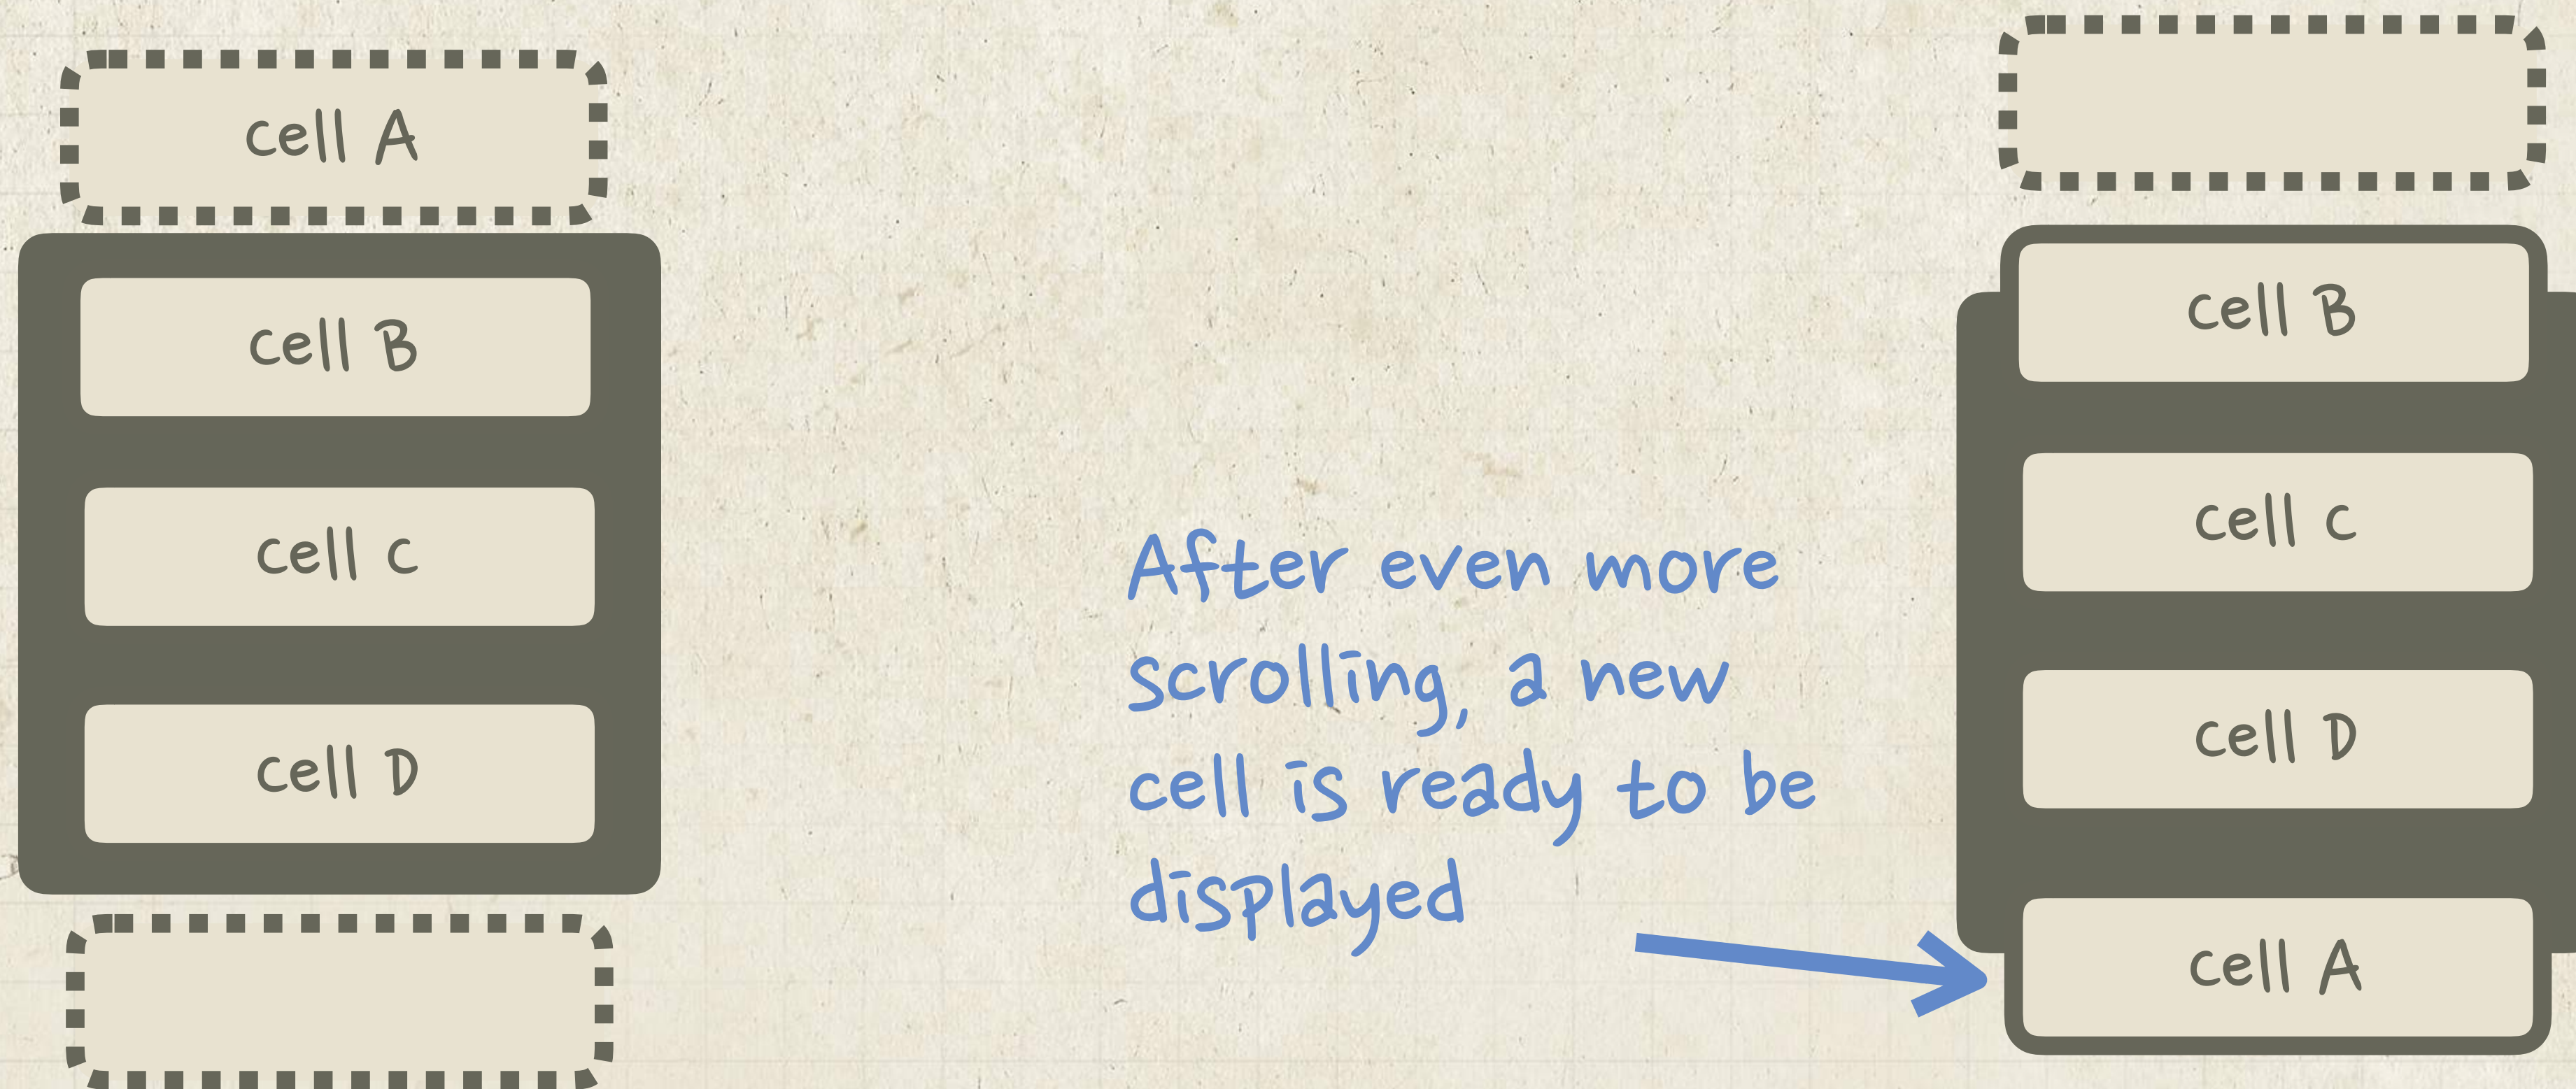 cell A
cell B
cell C
cell D
After even more
scrolling, a new
cell is ready to be
displayed
cell B
cell C
cell D
cell A